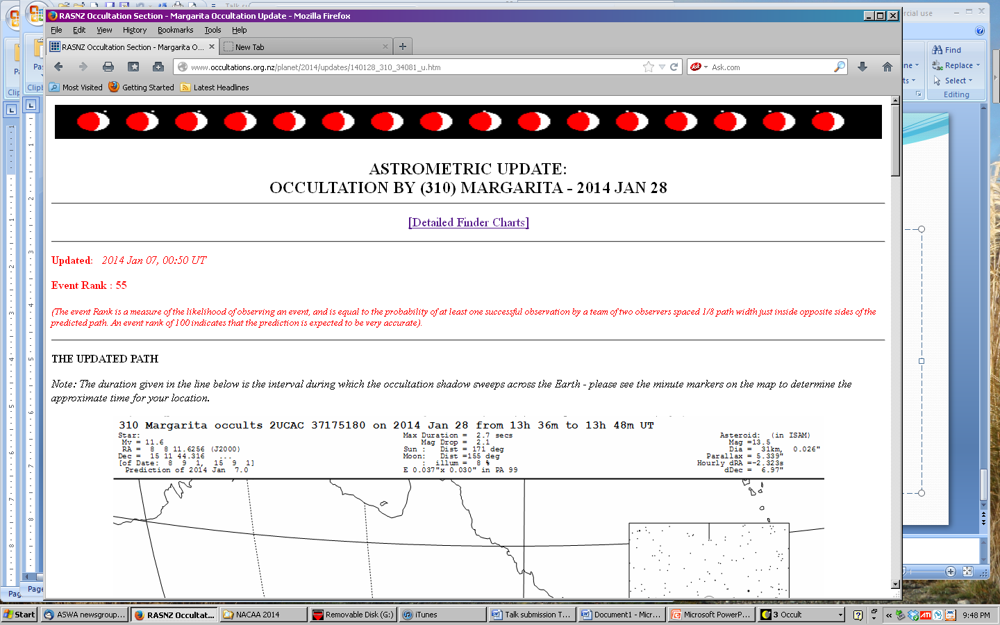 RASNZ Occultation Section - Margarita Occultation Update - Mozilla Firefox
File Edit View History Bookmarks Tools Help
RASNZ Occultation Section - Margarita O... New Tab
www.occultations.org.nz/planet/2014/updates/140128_310_34081_u.htm
Ask Ask.com
Most Visited Getting Started Latest Headlines
ASTROMETRIC UPDATE:
OCCULTATION BY (310) MARGARITA - 2014 JAN 28
[Detailed Finder Charts]
Updated: 2014 Jan 07, 00:50 UT
Event Rank : 55
(The event Rank is a measure of the likelihood of observing an event, and is equal to the probability of at least one successful observation by a team of two observers spaced 1/8 path width just inside opposite sides of the
predicted path. An event rank of 100 indicates that the prediction is expected to be very accurate).
THE UPDATED PATH
Note: The duration given in the line below is the interval during which the occultation shadow sweeps across the Earth - please see the minute markers on the map to determine the
approximate time for your location.
310 Margarita occults 2UCAC 37175180 on 2014 Jan 28 from 13h 36m to 13h 48m UT
Star:
Mv = 11.6
RA = 8 8 11.6256 (J2000)
Dec = 15 11 44.316 ...
[of Date: 8 9 1, 15 9 1]
Prediction of 2014 Jan 7.0
Max Duration = 2.7 secs
Mag Drop = 2.1
Sun : Dist = 171 deg
Moon: Dist =155 deg
: illum = 8 %
E 0.037"x 0.030" in PA 99
Asteroid: (in ISAM)
Mag =13.5
Dia = 31km, 0.026"
Parallax = 5.339"
Hourly dRA =-2.323s
dDec = 6.97"
rcial use
Find
Replace
Select
Editing
Page
Start
ASWA newsgroup...
RASNZ Occultat...
NACAA 2014
Removable Disk (G:)
iTunes
Talk submission T...
Document1 - Micr...
Microsoft PowerP...
3 Occult
ATI
9:48 PM